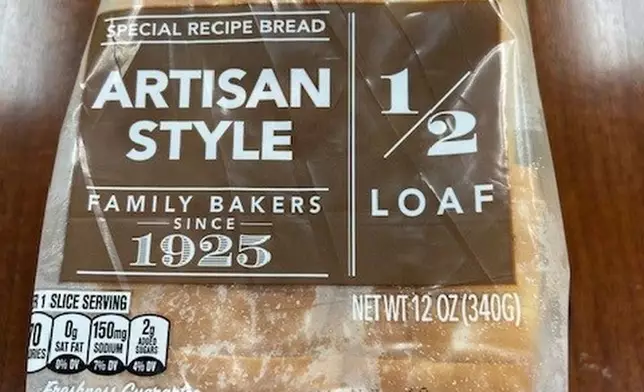 SPECIAL RECIPE BREAD
ARTISAN
STYLE
FAMILY BAKERS
SINCE
1925
1/2
LOAF
NET WT 12 OZ (340G)
1 SLICE SERVING
0g
SAT FAT
0% DV
150mg
SODIUM
7% DV
2g
ADDED
SUGARS
4% DV
Freshness